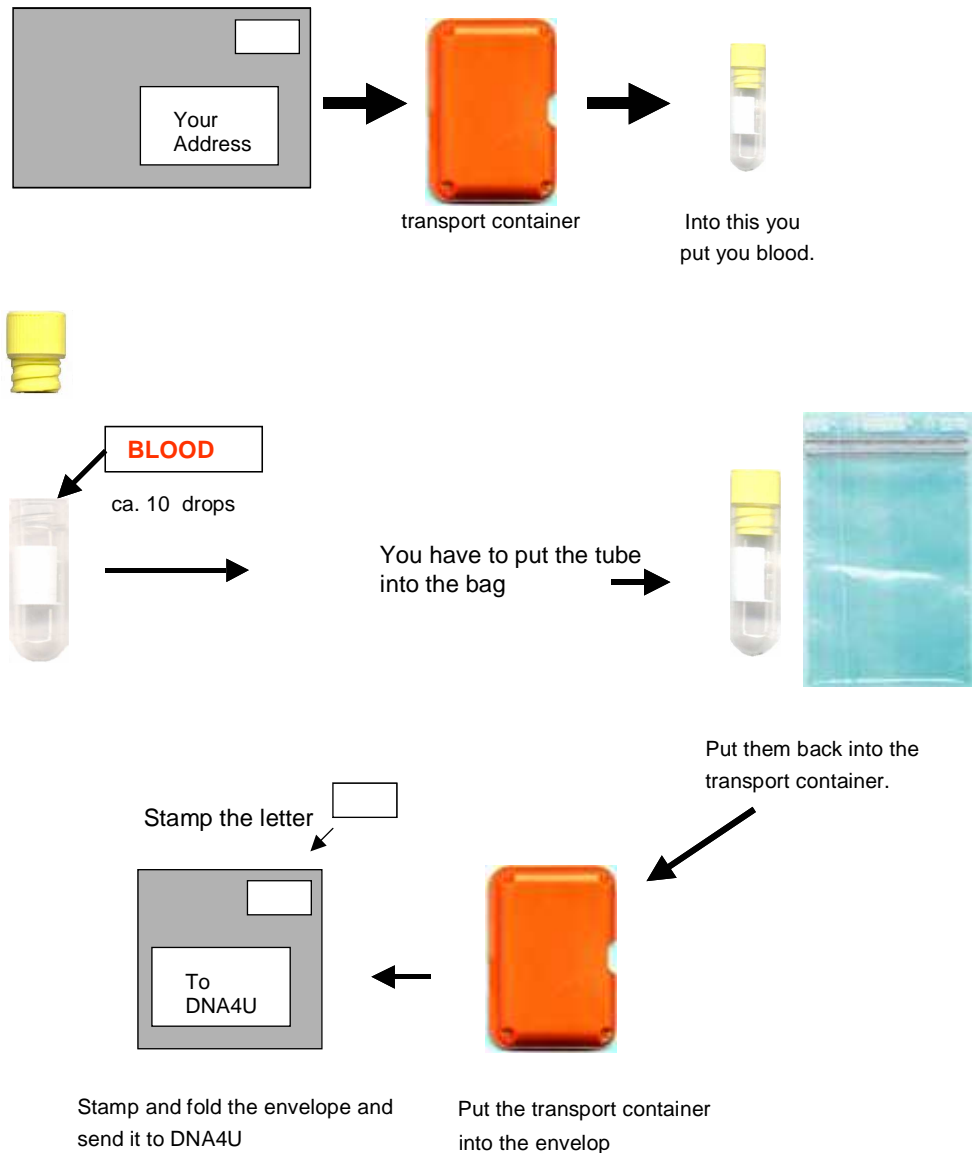 Your
Address
transport container
Into this you
put you blood.
BLOOD
ca. 10 drops
You have to put the tube
into the bag
Put them back into the
transport container.
Stamp the letter
To
DNA4U
Stamp and fold the envelope and
send it to DNA4U
Put the transport container
into the envelop